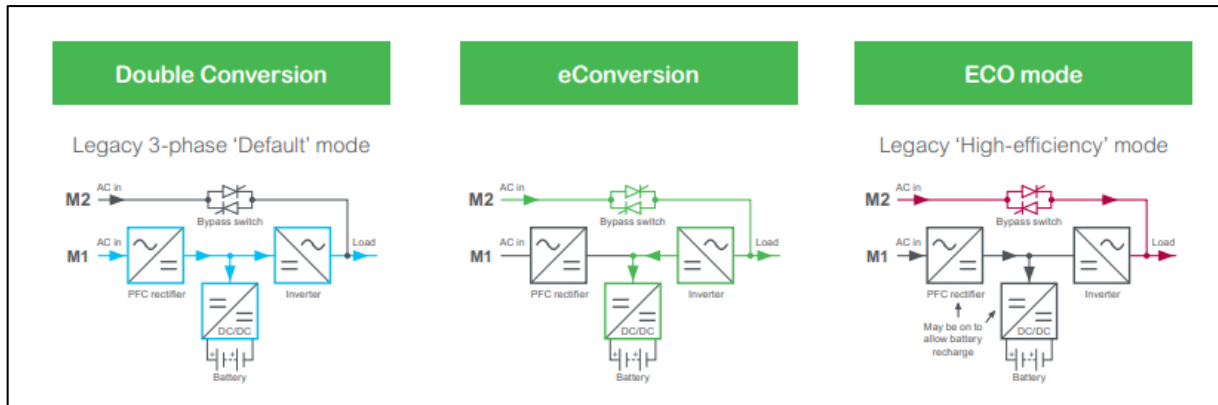 Double Conversion
Legacy 3-phase 'Default' mode
M2
AC in
Bypass switch
M1
AC in
Load
PFC rectifier
Inverter
DC/DC
+ +
Battery
eConversion
M2
AC in
Bypass switch
M1
AC in
Load
PFC rectifier
Inverter
DC/DC
+ +
Battery
ECO mode
Legacy 'High-efficiency' mode
M2
AC in
Bypass switch
M1
AC in
Load
PFC rectifier
Inverter
May be on to
allow battery
recharge
DC/DC
+ +
Battery